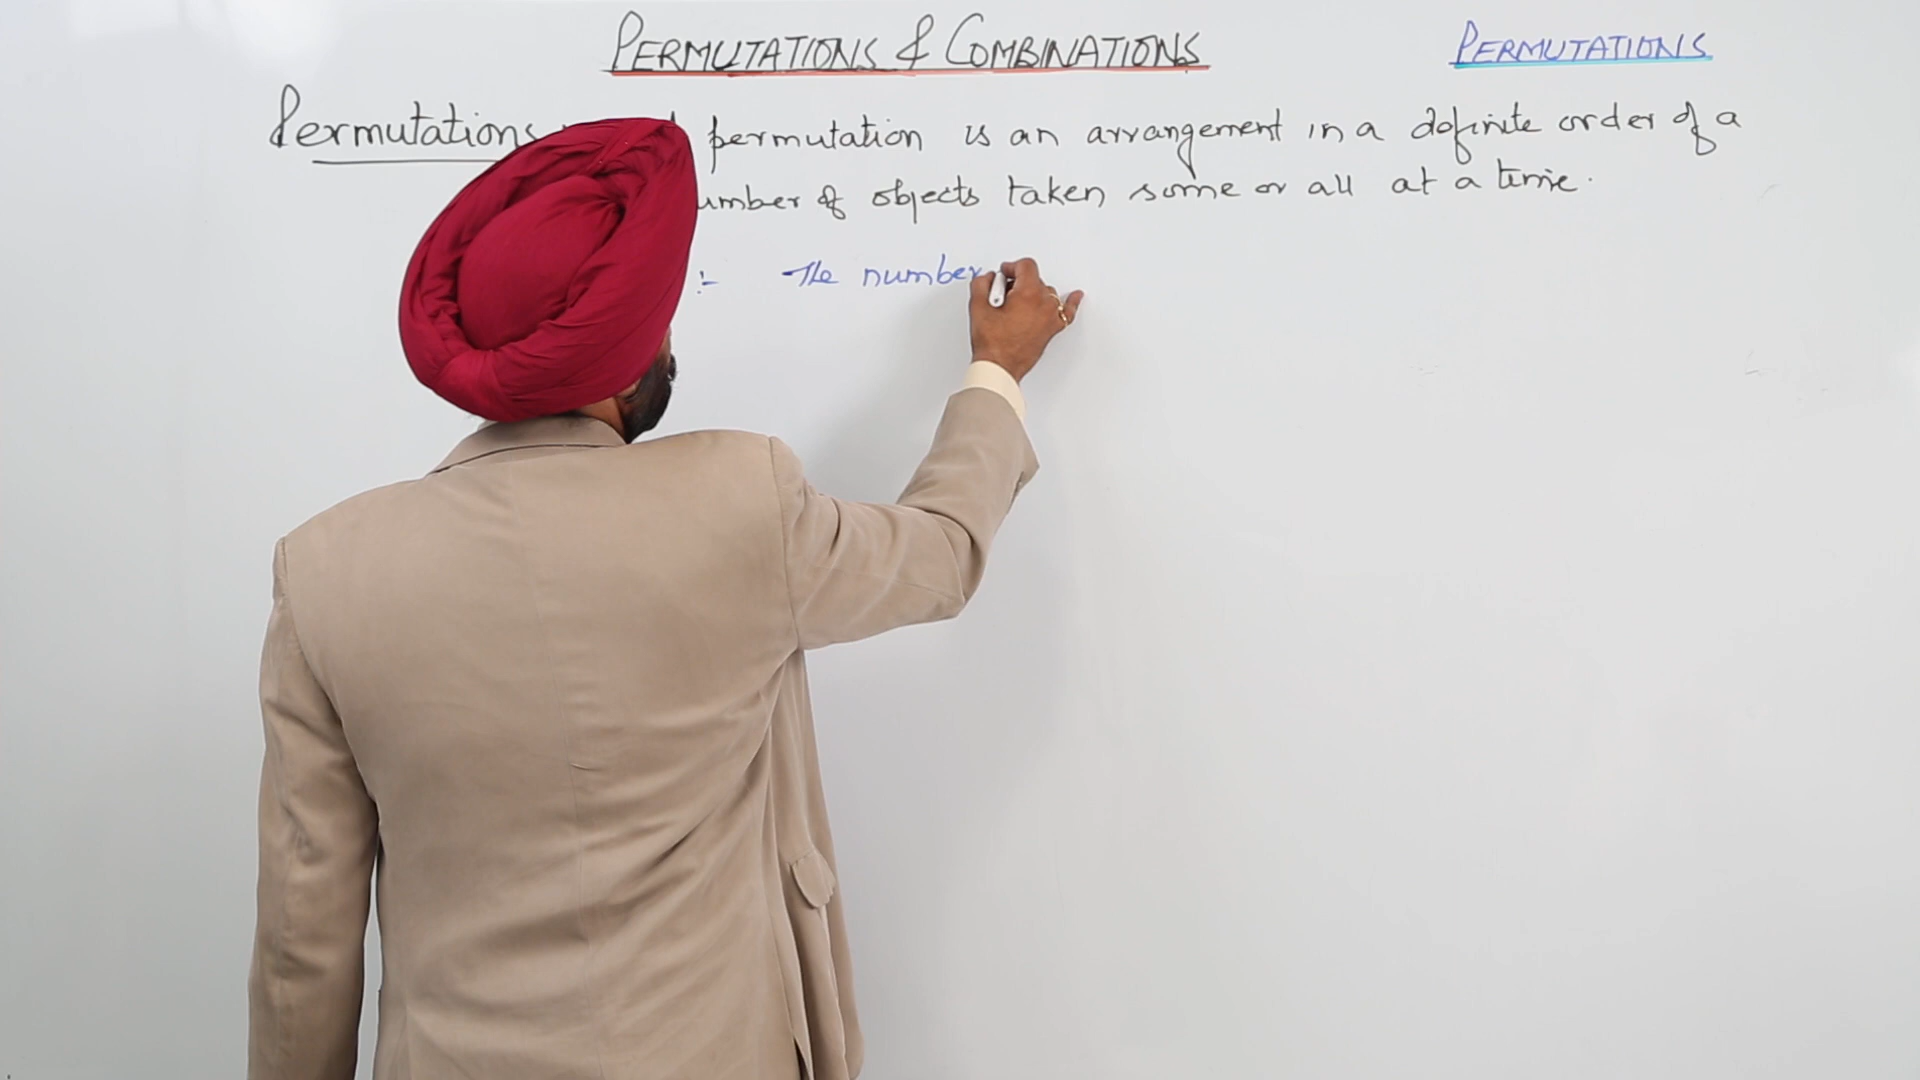 PERMUTATIONS & COMBINATIONS
PERMUTATIONS
Permutations permutation is an arrangement in a definite order of a
umber of objects taken some or all at a time.
:- The number